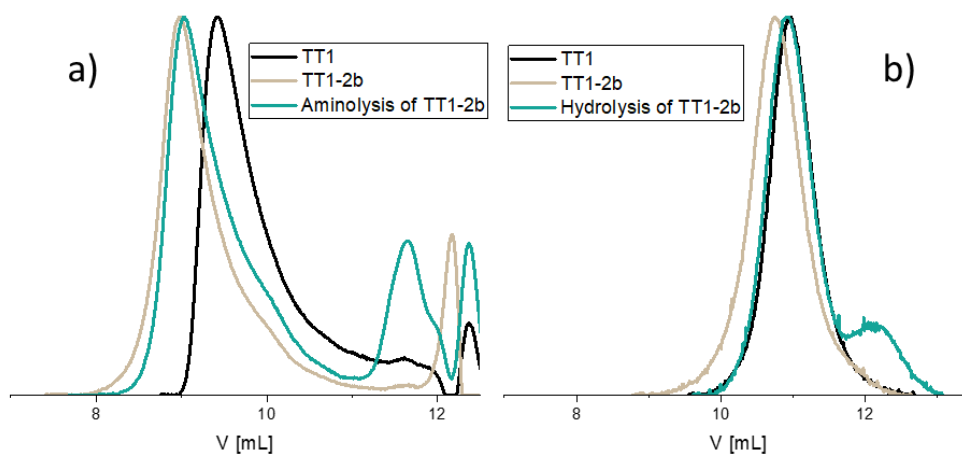 a)
TT1
TT1-2b
Aminolysis of TT1-2b
8
10
12
V [mL]
TT1
TT1-2b
Hydrolysis of TT1-2b
b)
8
10
12
V [mL]